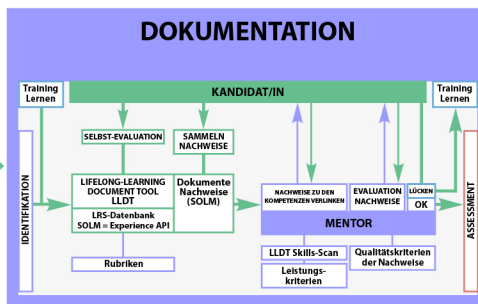 DOKUMENTATION
Training
Lernen
KANDIDAT/IN
Training
Lernen
SELBST-EVALUATION
SAMMELN
NACHWEISE
IDENTIFIKATION
LIFELONG-LEARNING
DOCUMENT TOOL
LLDT
LRS-Datenbank
SOLM = Experience API
Dokumente
Nachweise
(SOLM)
NACHWEISE ZU DEN
KOMPETENZEN VERLINKEN
EVALUATION
NACHWEISE
LÜCKEN
OK
MENTOR
ASSESSMENT
Rubriken
LLDT Skills-Scan
Leistungs-
kriterien
Qualitätskriterien
der Nachweise